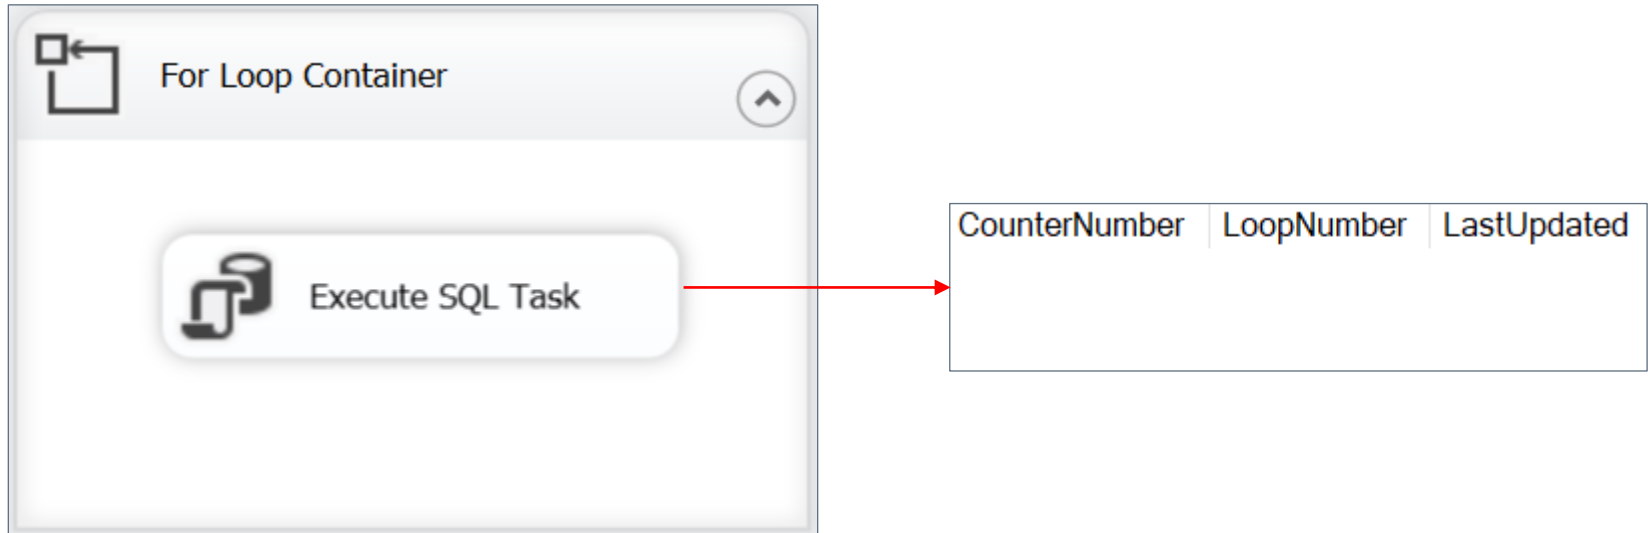 For Loop Container
Execute SQL Task
CounterNumber LoopNumber LastUpdated